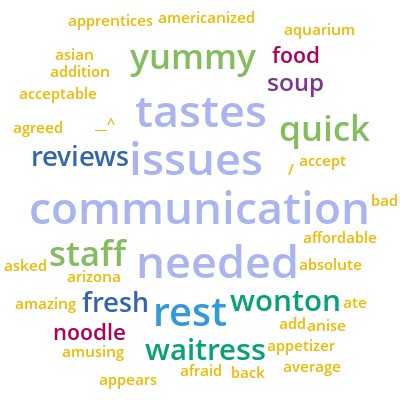 apprentices americanized
aquarium
asian yummy food
addition soup
acceptable tastes
agreed __^ quick
reviews issues / accept
communication bad
affordable
staff needed
asked absolute
arizona
amazing fresh rest wonton ate
noodle add anise
amusing waitress appetizer
appears afraid back average